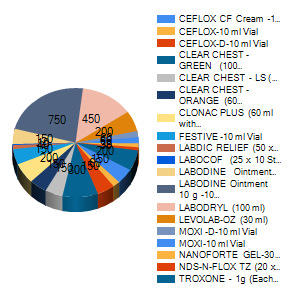 CEFLOX CF Cream -1...
CEFLOX-10 ml Vial
CEFLOX-D-10 ml Vial
CLEAR CHEST -
GREEN (100...
CLEAR CHEST - LS (...
CLEAR CHEST -
ORANGE (60...
CLONAC PLUS (60 ml
with...
FESTIVE -10 ml Vial
LABDIC RELIEF (50 x...
LABOCOF (25 x 10 St...
LABODINE Ointment...
LABODINE Ointment
10 g -10...
LABODRYL (100 ml)
LEVOLAB-OZ (30 ml)
MOXI -D-10 ml Vial
MOXI-10 ml Vial
NANOFORTE GEL-30...
NDS-N-FLOX TZ (20 x...
TROXONE - 1g (Each...
750
450
200
150
200
300
150
150
200